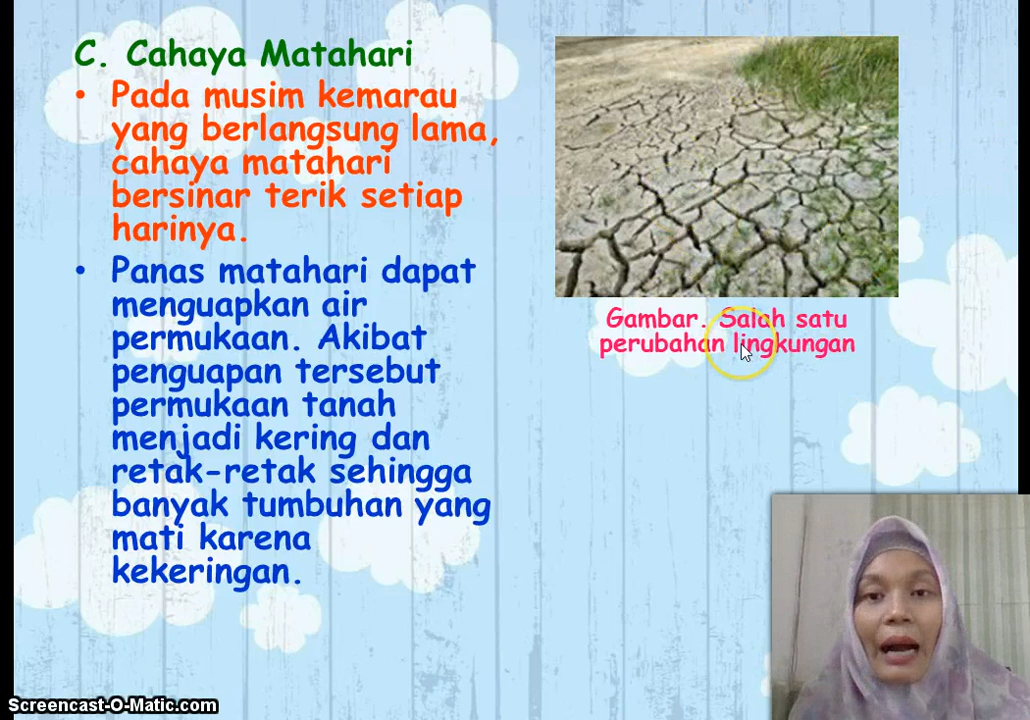 C. Cahaya Matahari
• Pada musim kemarau
yang berlangsung lama,
cahaya matahari
bersinar terik setiap
harinya.
• Panas matahari dapat
menguapkan air
permukaan. Akibat
penguapan tersebut
permukaan tanah
menjadi kering dan
retak-retak sehingga
banyak tumbuhan yang
mati karena
kekeringan.
Gambar. Salah satu
perubahan lingkungan
Screencast-O-Matic.com